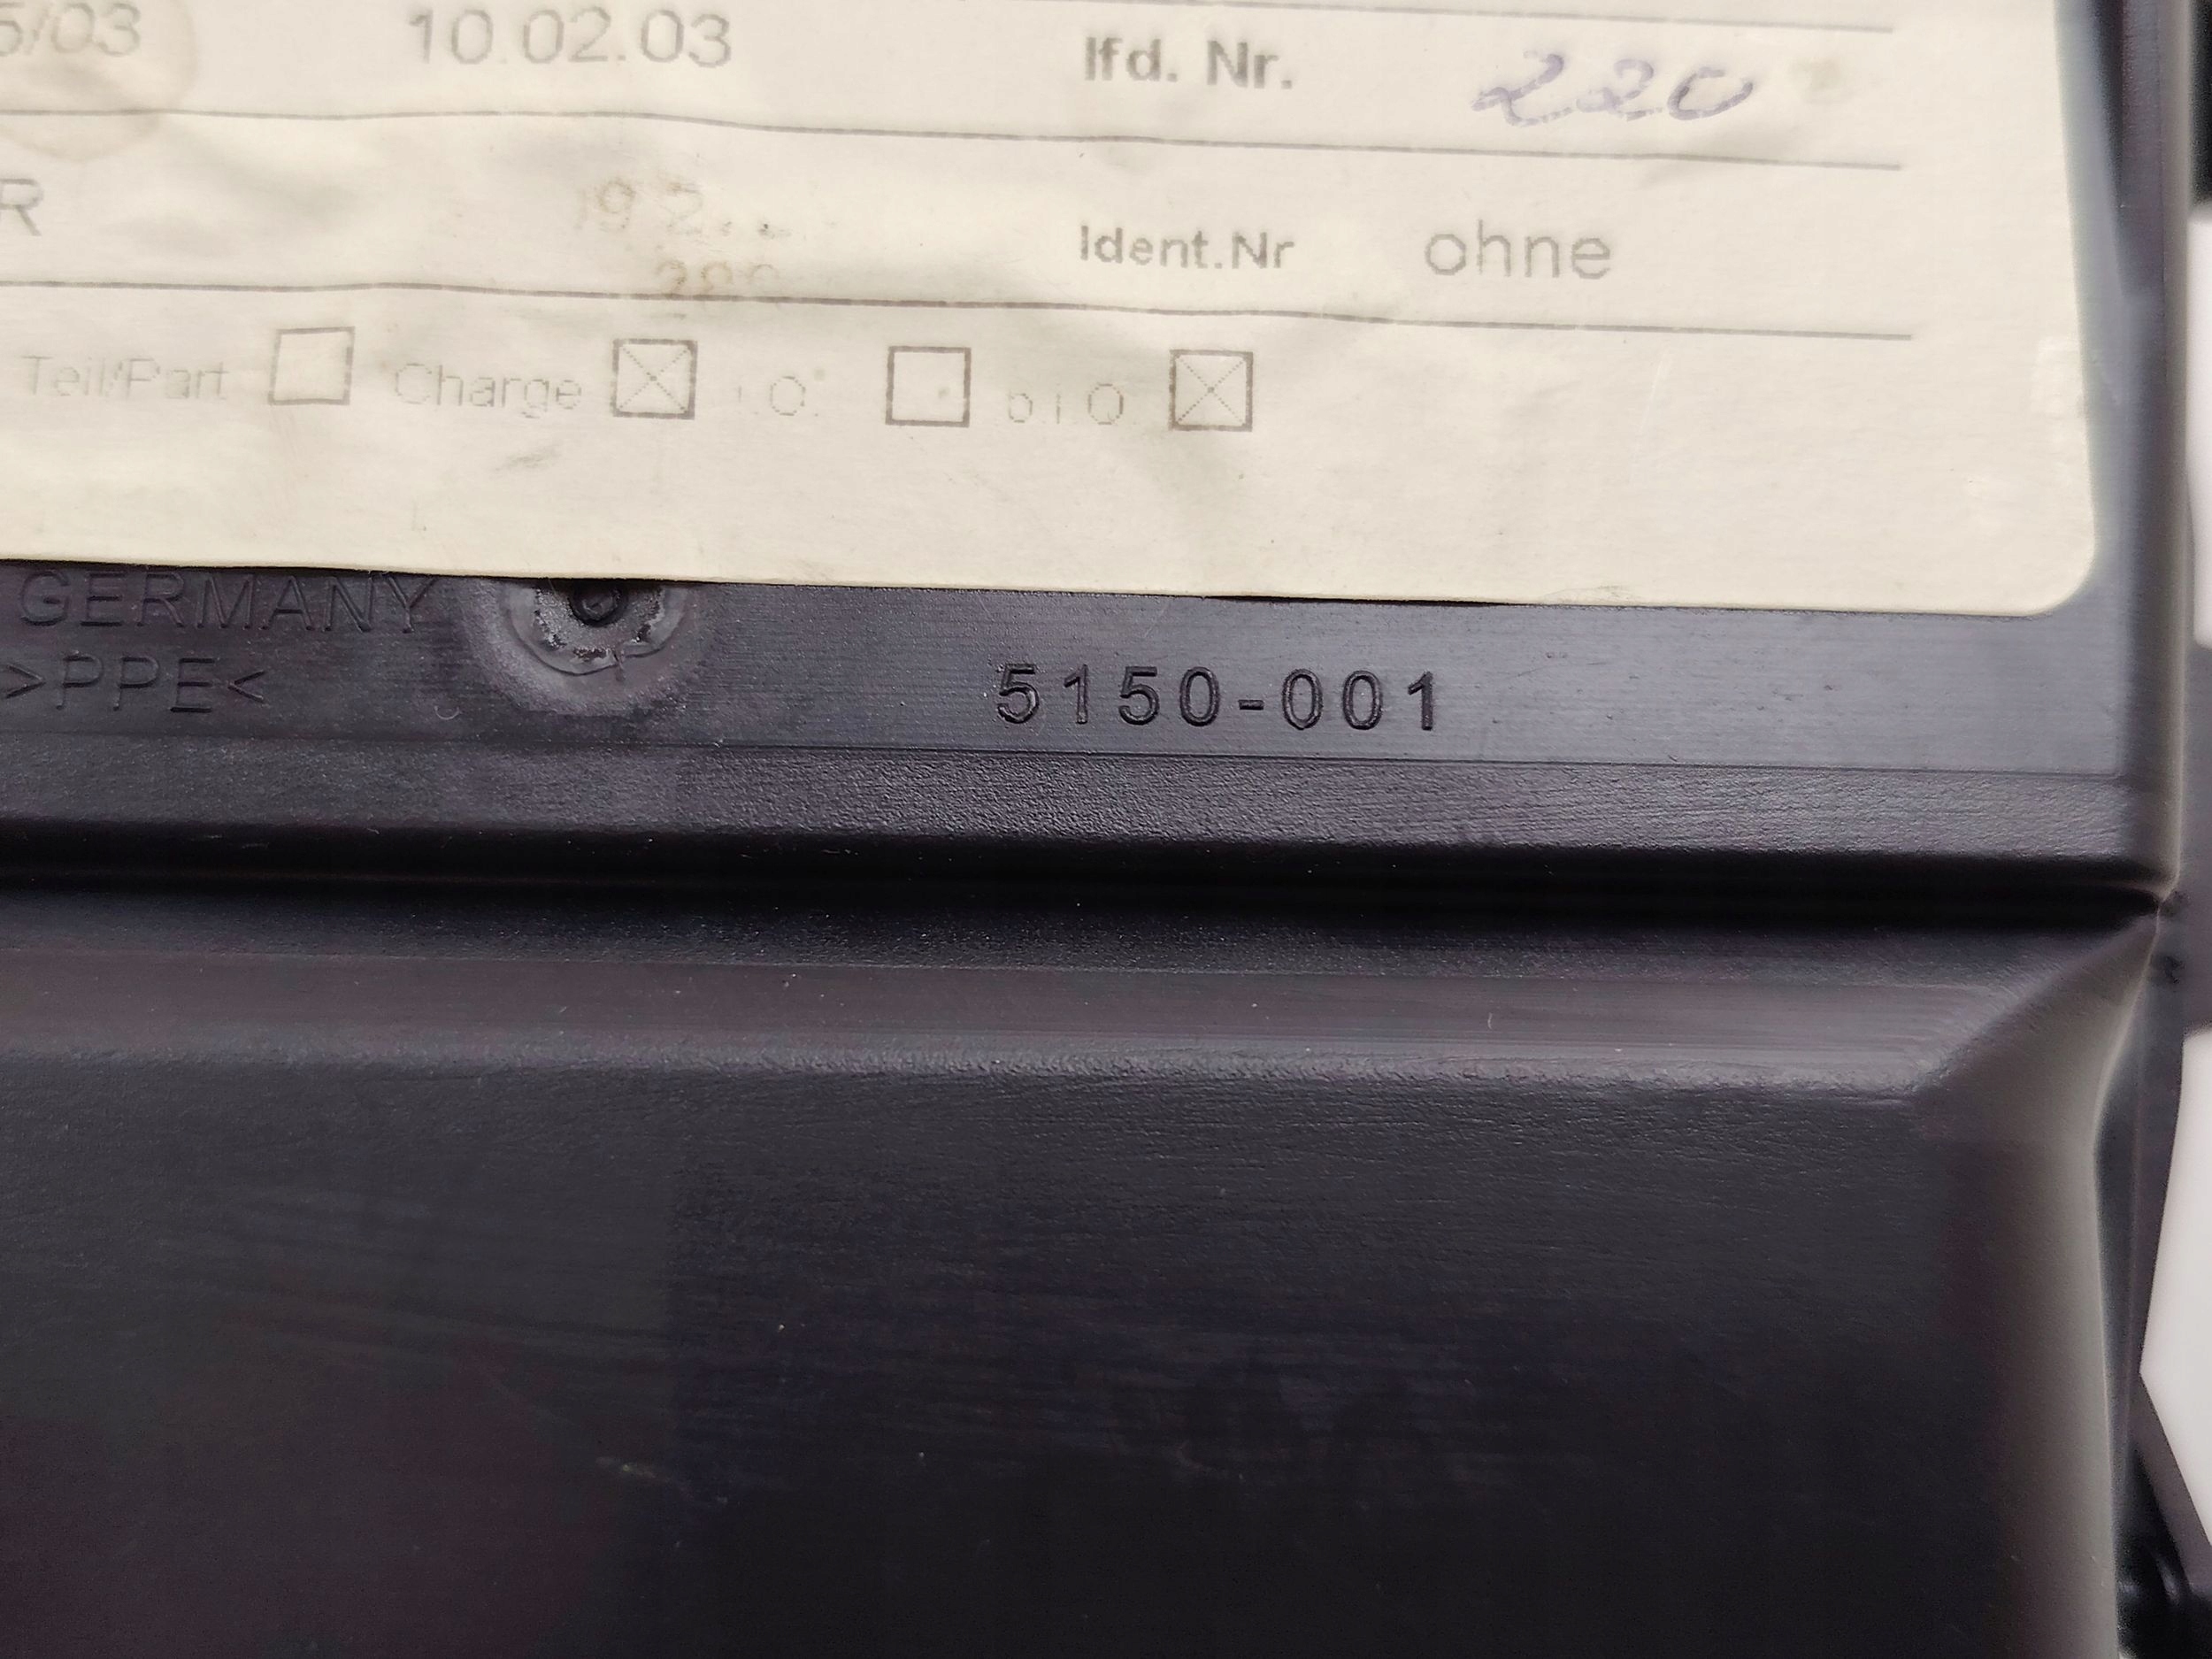 5/03 10.02.03 lfd. Nr. 220
R Ident.Nr ohne
Teil/Part Charge i.O. b.i.O
GERMANY
>PPE<
5150-001